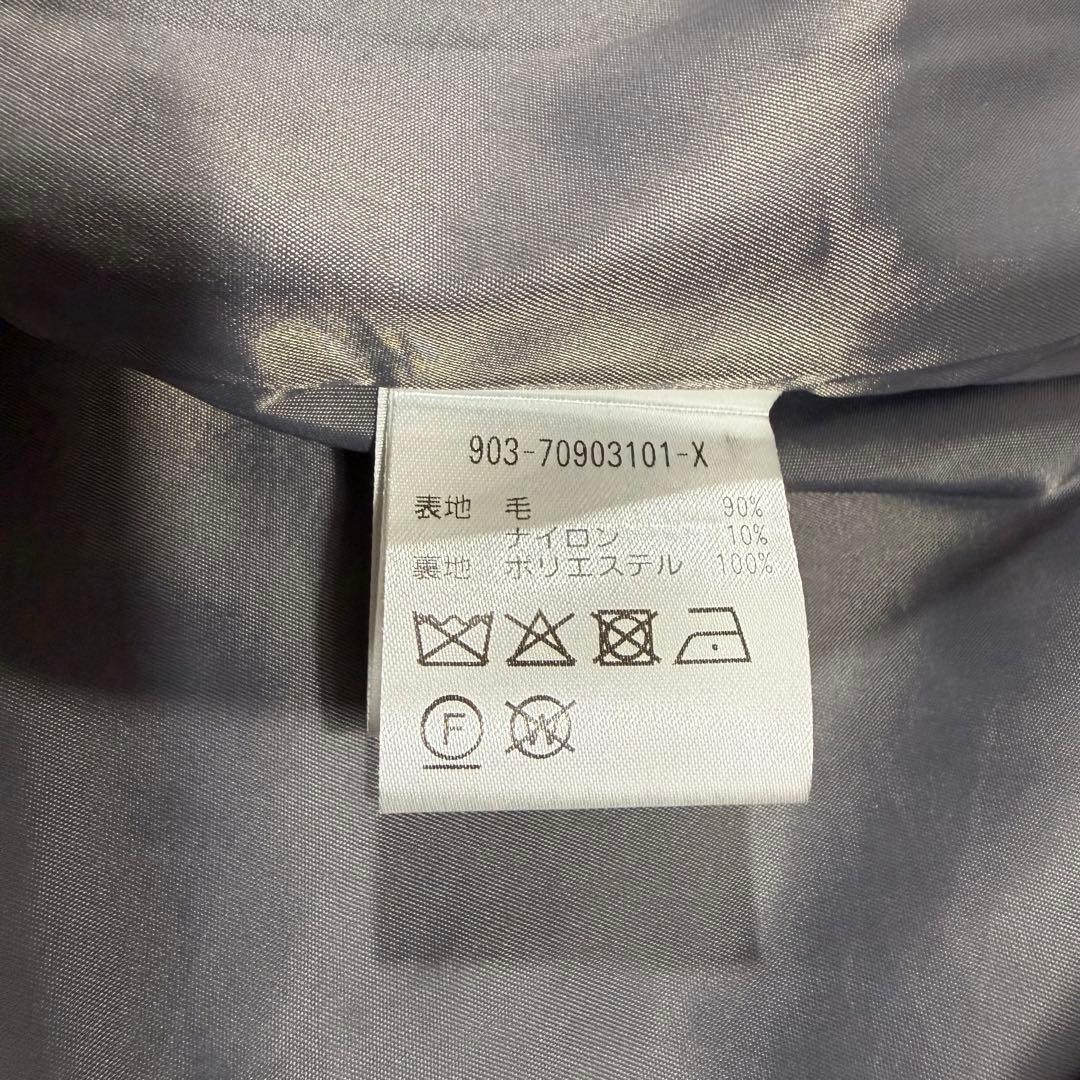 903-70903101-X
表地 毛 90%
ナイロン 10%
裏地 ポリエステル 100%
F W